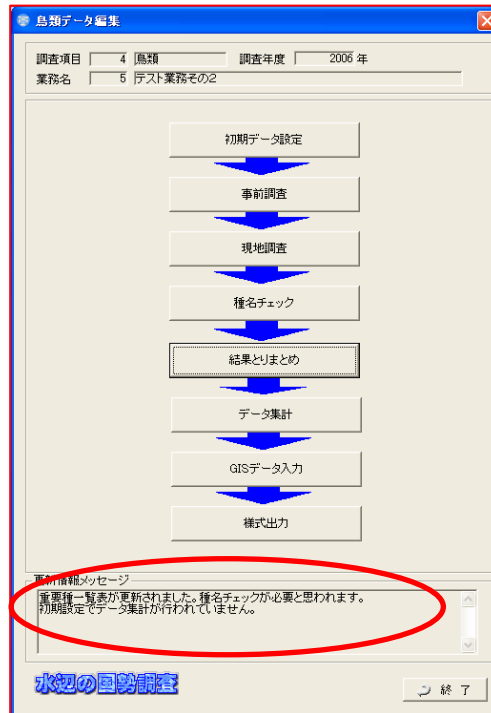 鳥類データ編集
調査項目 4 鳥類 調査年度 2006 年
業務名 5 テスト業務その2
初期データ設定
事前調査
現地調査
種名チェック
結果とりまとめ
データ集計
GISデータ入力
様式出力
更新情報メッセージ
重要種一覧表が更新されました。種名チェックが必要と思われます。
初期設定でデータ集計が行われていません。
水辺の国勢調査
終 了